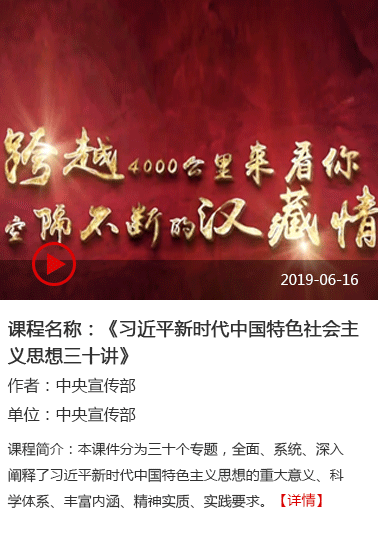 跨越4000公里来看你
空隔不断的汉藏情
2019-06-16
课程名称：《习近平新时代中国特色社会主
义思想三十讲》
作者：中央宣传部
单位：中央宣传部
课程简介：本课件分为三十个专题，全面、系统、深入
阐释了习近平新时代中国特色主义思想的重大意义、科
学体系、丰富内涵、精神实质、实践要求。【详情】